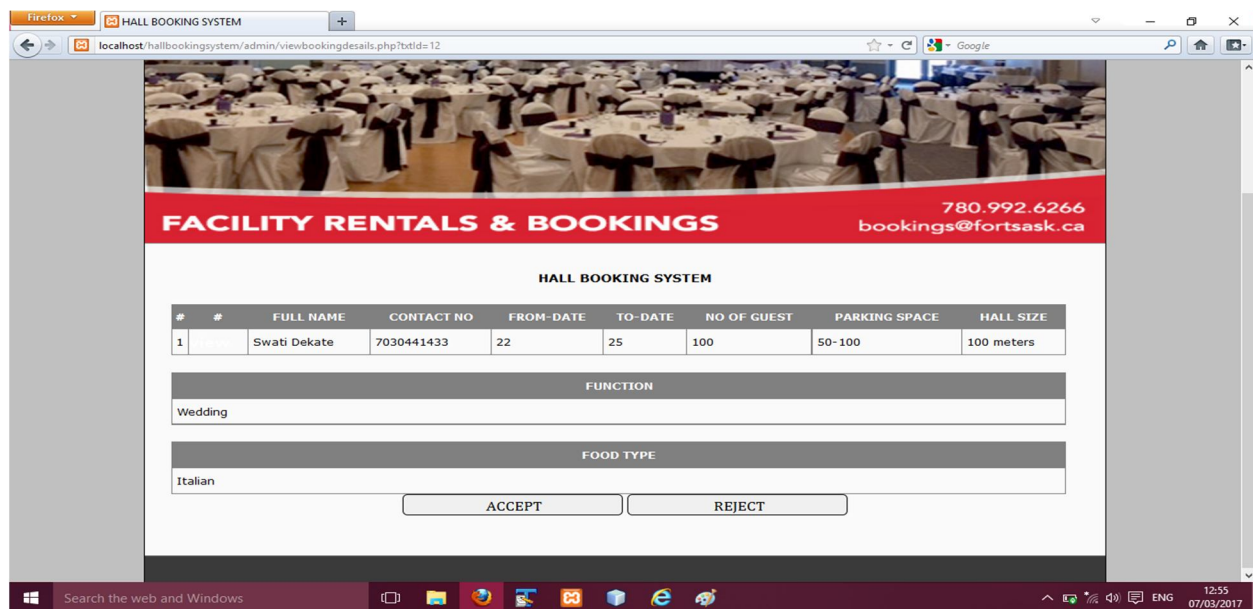 Firefox
HALL BOOKING SYSTEM
localhost/hallbookingsystem/admin/viewbookingdesails.php?txtId=12
Google
FACILITY RENTALS & BOOKINGS
780.992.6266
bookings@fortsask.ca
HALL BOOKING SYSTEM
# # FULL NAME CONTACT NO FROM-DATE TO-DATE NO OF GUEST PARKING SPACE HALL SIZE
1 Swati Dekate 7030441433 22 25 100 50-100 100 meters
FUNCTION
Wedding
FOOD TYPE
Italian
ACCEPT REJECT
Search the web and Windows
ENG
12:55
07/03/2017